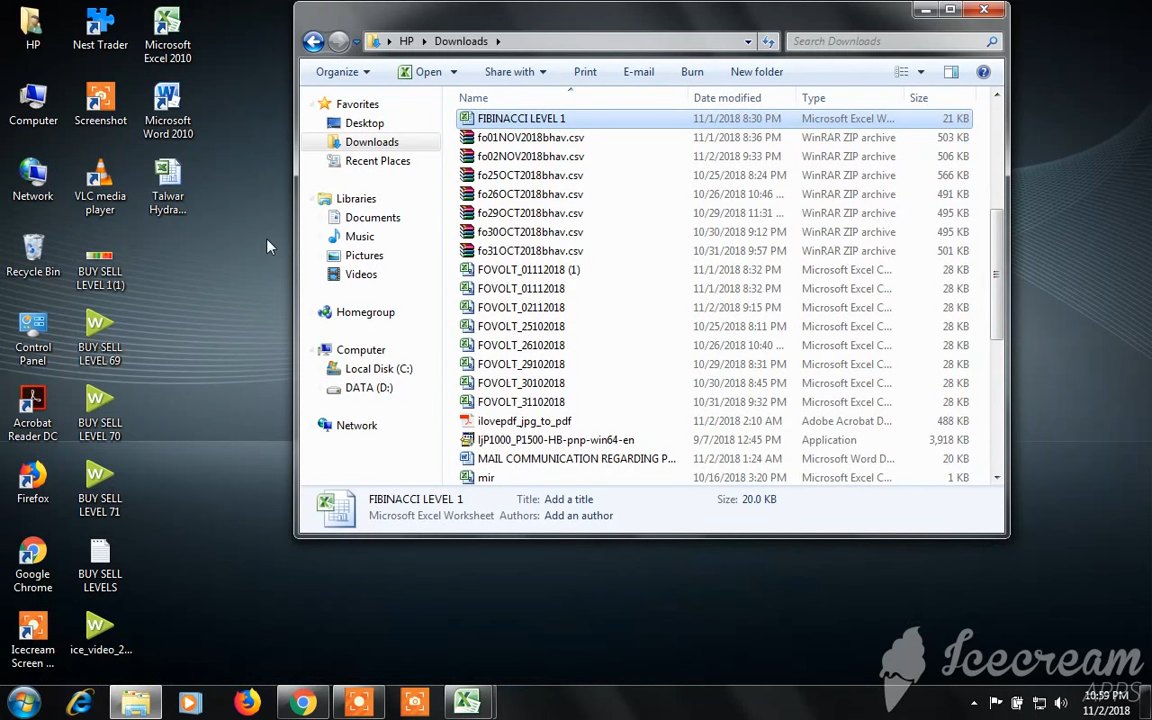 HP
Nest Trader
Microsoft
Excel 2010
Computer
Screenshot
Microsoft
Word 2010
Network
VLC media
player
Talwar
Hydra...
Recycle Bin
BUY SELL
LEVEL 1(1)
Control
Panel
BUY SELL
LEVEL 69
Acrobat
Reader DC
BUY SELL
LEVEL 70
Firefox
BUY SELL
LEVEL 71
Google
Chrome
BUY SELL
LEVELS
Icecream
Screen ...
ice_video_2...
HP Downloads
Search Downloads
Organize Open Share with Print E-mail Burn New folder
Favorites
Desktop
Downloads
Recent Places
Libraries
Documents
Music
Pictures
Videos
Homegroup
Computer
Local Disk (C:)
DATA (D:)
Network
Name Date modified Type Size
FIBINACCI LEVEL 1 11/1/2018 8:30 PM Microsoft Excel W... 21 KB
fo01NOV2018bhav.csv 11/1/2018 8:36 PM WinRAR ZIP archive 503 KB
fo02NOV2018bhav.csv 11/2/2018 9:33 PM WinRAR ZIP archive 506 KB
fo25OCT2018bhav.csv 10/25/2018 8:24 PM WinRAR ZIP archive 566 KB
fo26OCT2018bhav.csv 10/26/2018 10:46 ... WinRAR ZIP archive 491 KB
fo29OCT2018bhav.csv 10/29/2018 11:31 ... WinRAR ZIP archive 495 KB
fo30OCT2018bhav.csv 10/30/2018 9:12 PM WinRAR ZIP archive 495 KB
fo31OCT2018bhav.csv 10/31/2018 9:57 PM WinRAR ZIP archive 501 KB
FOVOLT_01112018 (1) 11/1/2018 8:32 PM Microsoft Excel C... 28 KB
FOVOLT_01112018 11/1/2018 8:32 PM Microsoft Excel C... 28 KB
FOVOLT_02112018 11/2/2018 9:15 PM Microsoft Excel C... 28 KB
FOVOLT_25102018 10/25/2018 8:11 PM Microsoft Excel C... 28 KB
FOVOLT_26102018 10/26/2018 10:40 ... Microsoft Excel C... 28 KB
FOVOLT_29102018 10/29/2018 8:31 PM Microsoft Excel C... 28 KB
FOVOLT_30102018 10/30/2018 8:45 PM Microsoft Excel C... 28 KB
FOVOLT_31102018 10/31/2018 9:32 PM Microsoft Excel C... 28 KB
ilovepdf_jpg_to_pdf 11/2/2018 2:10 AM Adobe Acrobat D... 488 KB
ljP1000_P1500-HB-pnp-win64-en 9/7/2018 12:45 PM Application 3,918 KB
MAIL COMMUNICATION REGARDING P... 11/2/2018 1:24 AM Microsoft Word D... 20 KB
mir 10/16/2018 3:20 PM Microsoft Excel C... 1 KB
FIBINACCI LEVEL 1 Title: Add a title Size: 20.0 KB
Microsoft Excel Worksheet Authors: Add an author
Icecream
APPS
10:59 PM
11/2/2018